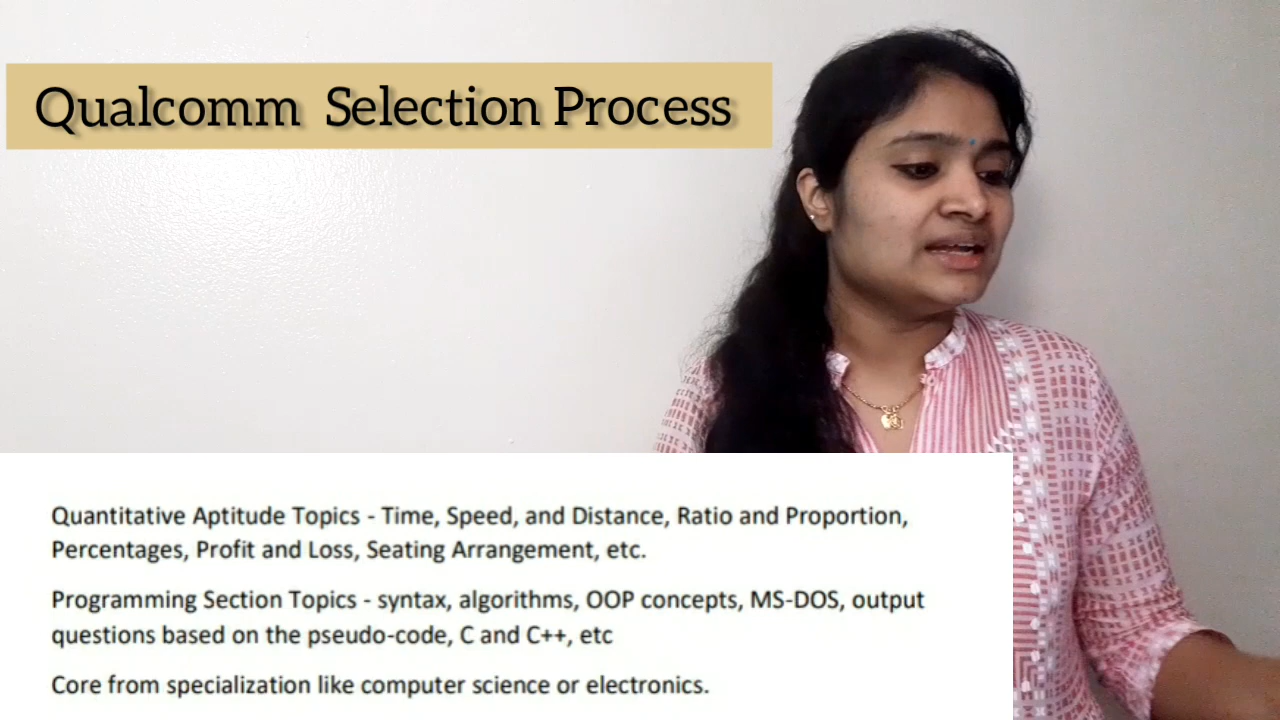 Qualcomm Selection Process
Quantitative Aptitude Topics - Time, Speed, and Distance, Ratio and Proportion,
Percentages, Profit and Loss, Seating Arrangement, etc.
Programming Section Topics - syntax, algorithms, OOP concepts, MS-DOS, output
questions based on the pseudo-code, C and C++, etc
Core from specialization like computer science or electronics.